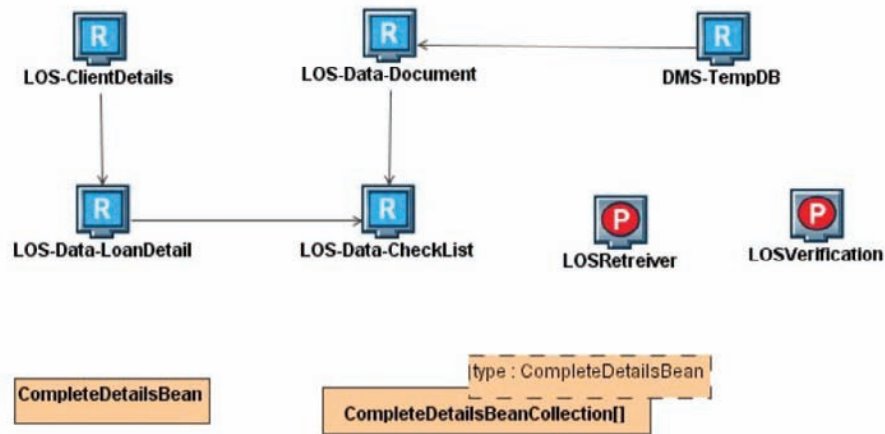 R
R
R
LOS-ClientDetails
LOS-Data-Document
DMS-TempDB
R
R
P
P
LOS-Data-LoanDetail
LOS-Data-CheckList
LOSRetreiver
LOSVerification
type : CompleteDetailsBean
CompleteDetailsBean
CompleteDetailsBeanCollection[]